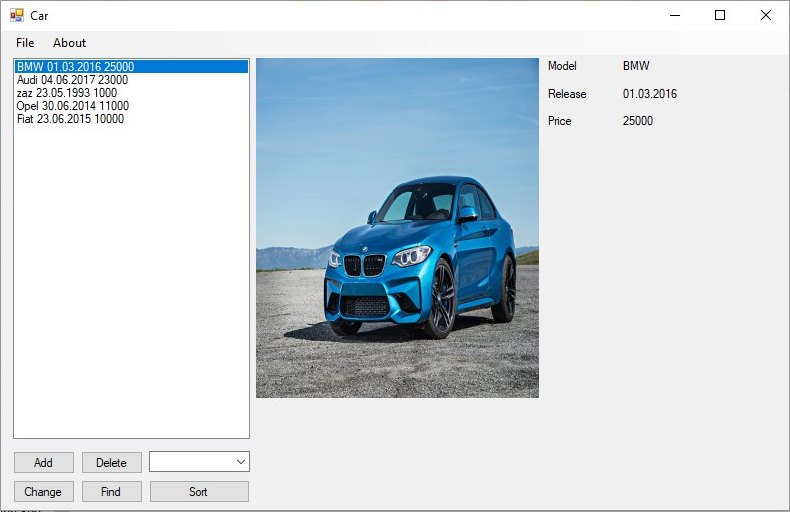 Car
File About
BMW 01.03.2016 25000
Audi 04.06.2017 23000
zaz 23.05.1993 1000
Opel 30.06.2014 11000
Fiat 23.06.2015 10000
Model BMW
Release 01.03.2016
Price 25000
Add Delete
Change Find Sort